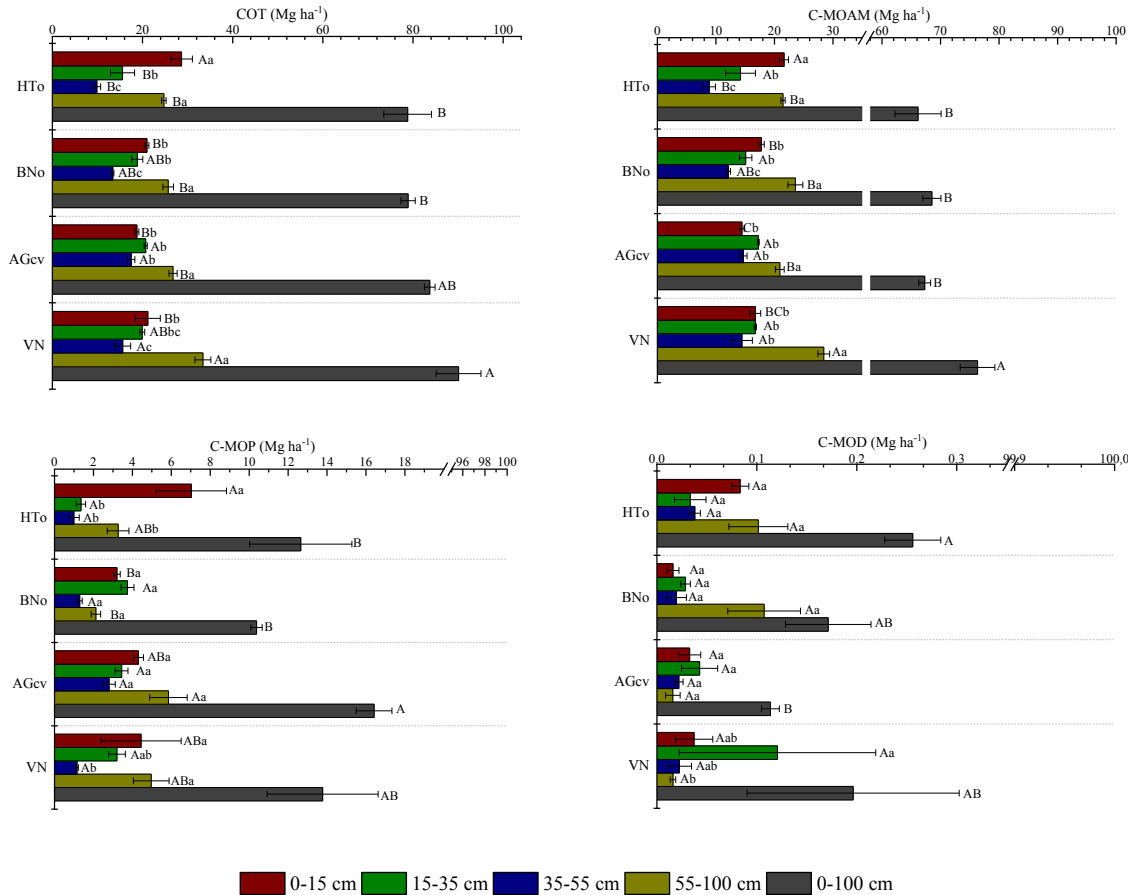 COT (Mg ha⁻¹)
0 20 40 60 80 100
HTo
Aa
Bb
Bc
Ba
B
BNo
Bb
ABb
ABc
Ba
B
AGcv
Bb
Ab
Ab
Ba
AB
VN
Bb
ABbc
Ac
Aa
A
C-MOAM (Mg ha⁻¹)
0 10 20 30 60 70 80 90 100
HTo
Aa
Ab
Bc
Ba
B
BNo
Bb
Ab
ABc
Ba
B
AGcv
Cb
Ab
Ab
Ba
B
VN
BCb
Ab
Ab
Aa
A
C-MOP (Mg ha⁻¹)
0 2 4 6 8 10 12 14 16 18 96 98 100
HTo
Aa
Ab
Ab
ABb
B
BNo
Ba
Aa
Aa
Ba
B
AGcv
ABa
Aa
Aa
Aa
A
VN
ABa
Aab
Ab
ABa
AB
C-MOD (Mg ha⁻¹)
0,0 0,1 0,2 0,3 100,0
HTo
Aa
Aa
Aa
Aa
A
BNo
Aa
Aa
Aa
Aa
AB
AGcv
Aa
Aa
Aa
Aa
B
VN
Aab
Aa
Aab
Ab
AB
0-15 cm 15-35 cm 35-55 cm 55-100 cm 0-100 cm